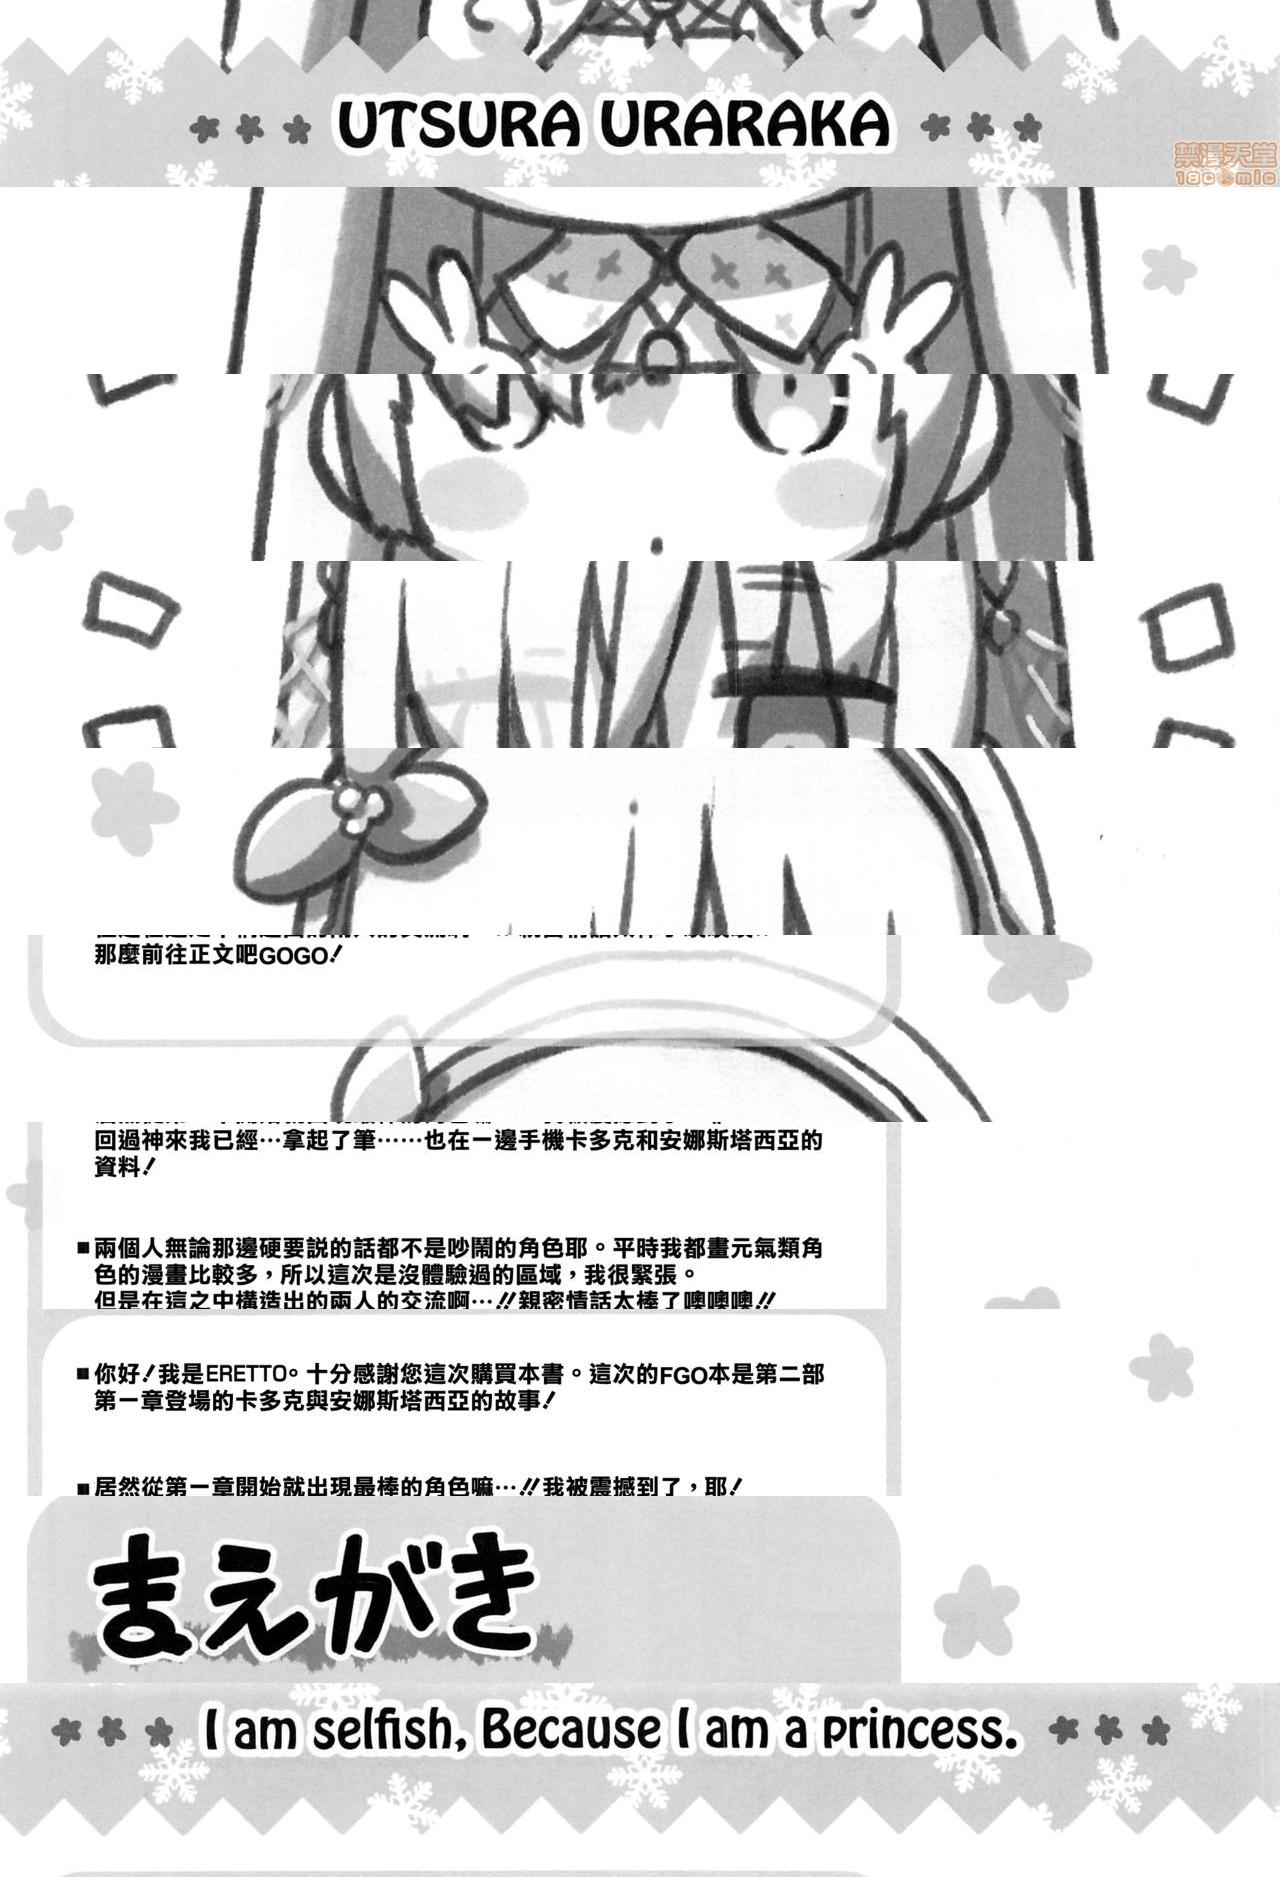 UTSURA URARAKA
禁漫天堂
18comic
那麼前往正文吧GOGO！
回過神來我已經…拿起了筆……也在一邊手機卡多克和安娜斯塔西亞的
資料！
■兩個人無論那邊硬要説的話都不是吵鬧的角色耶。平時我都畫元氣類角
色的漫畫比較多，所以這次是沒體驗過的區域，我很緊張。
但是在這之中構造出的兩人的交流啊…！！親密情話太棒了噢噢噢！！
■你好！我是ERETTO。十分感謝您這次購買本書。這次的FGO本是第二部
第一章登場的卡多克與安娜斯塔西亞的故事！
■居然從第一章開始就出現最棒的角色嘛…！！我被震撼到了，耶！
まえがき
I am selfish, Because I am a princess.